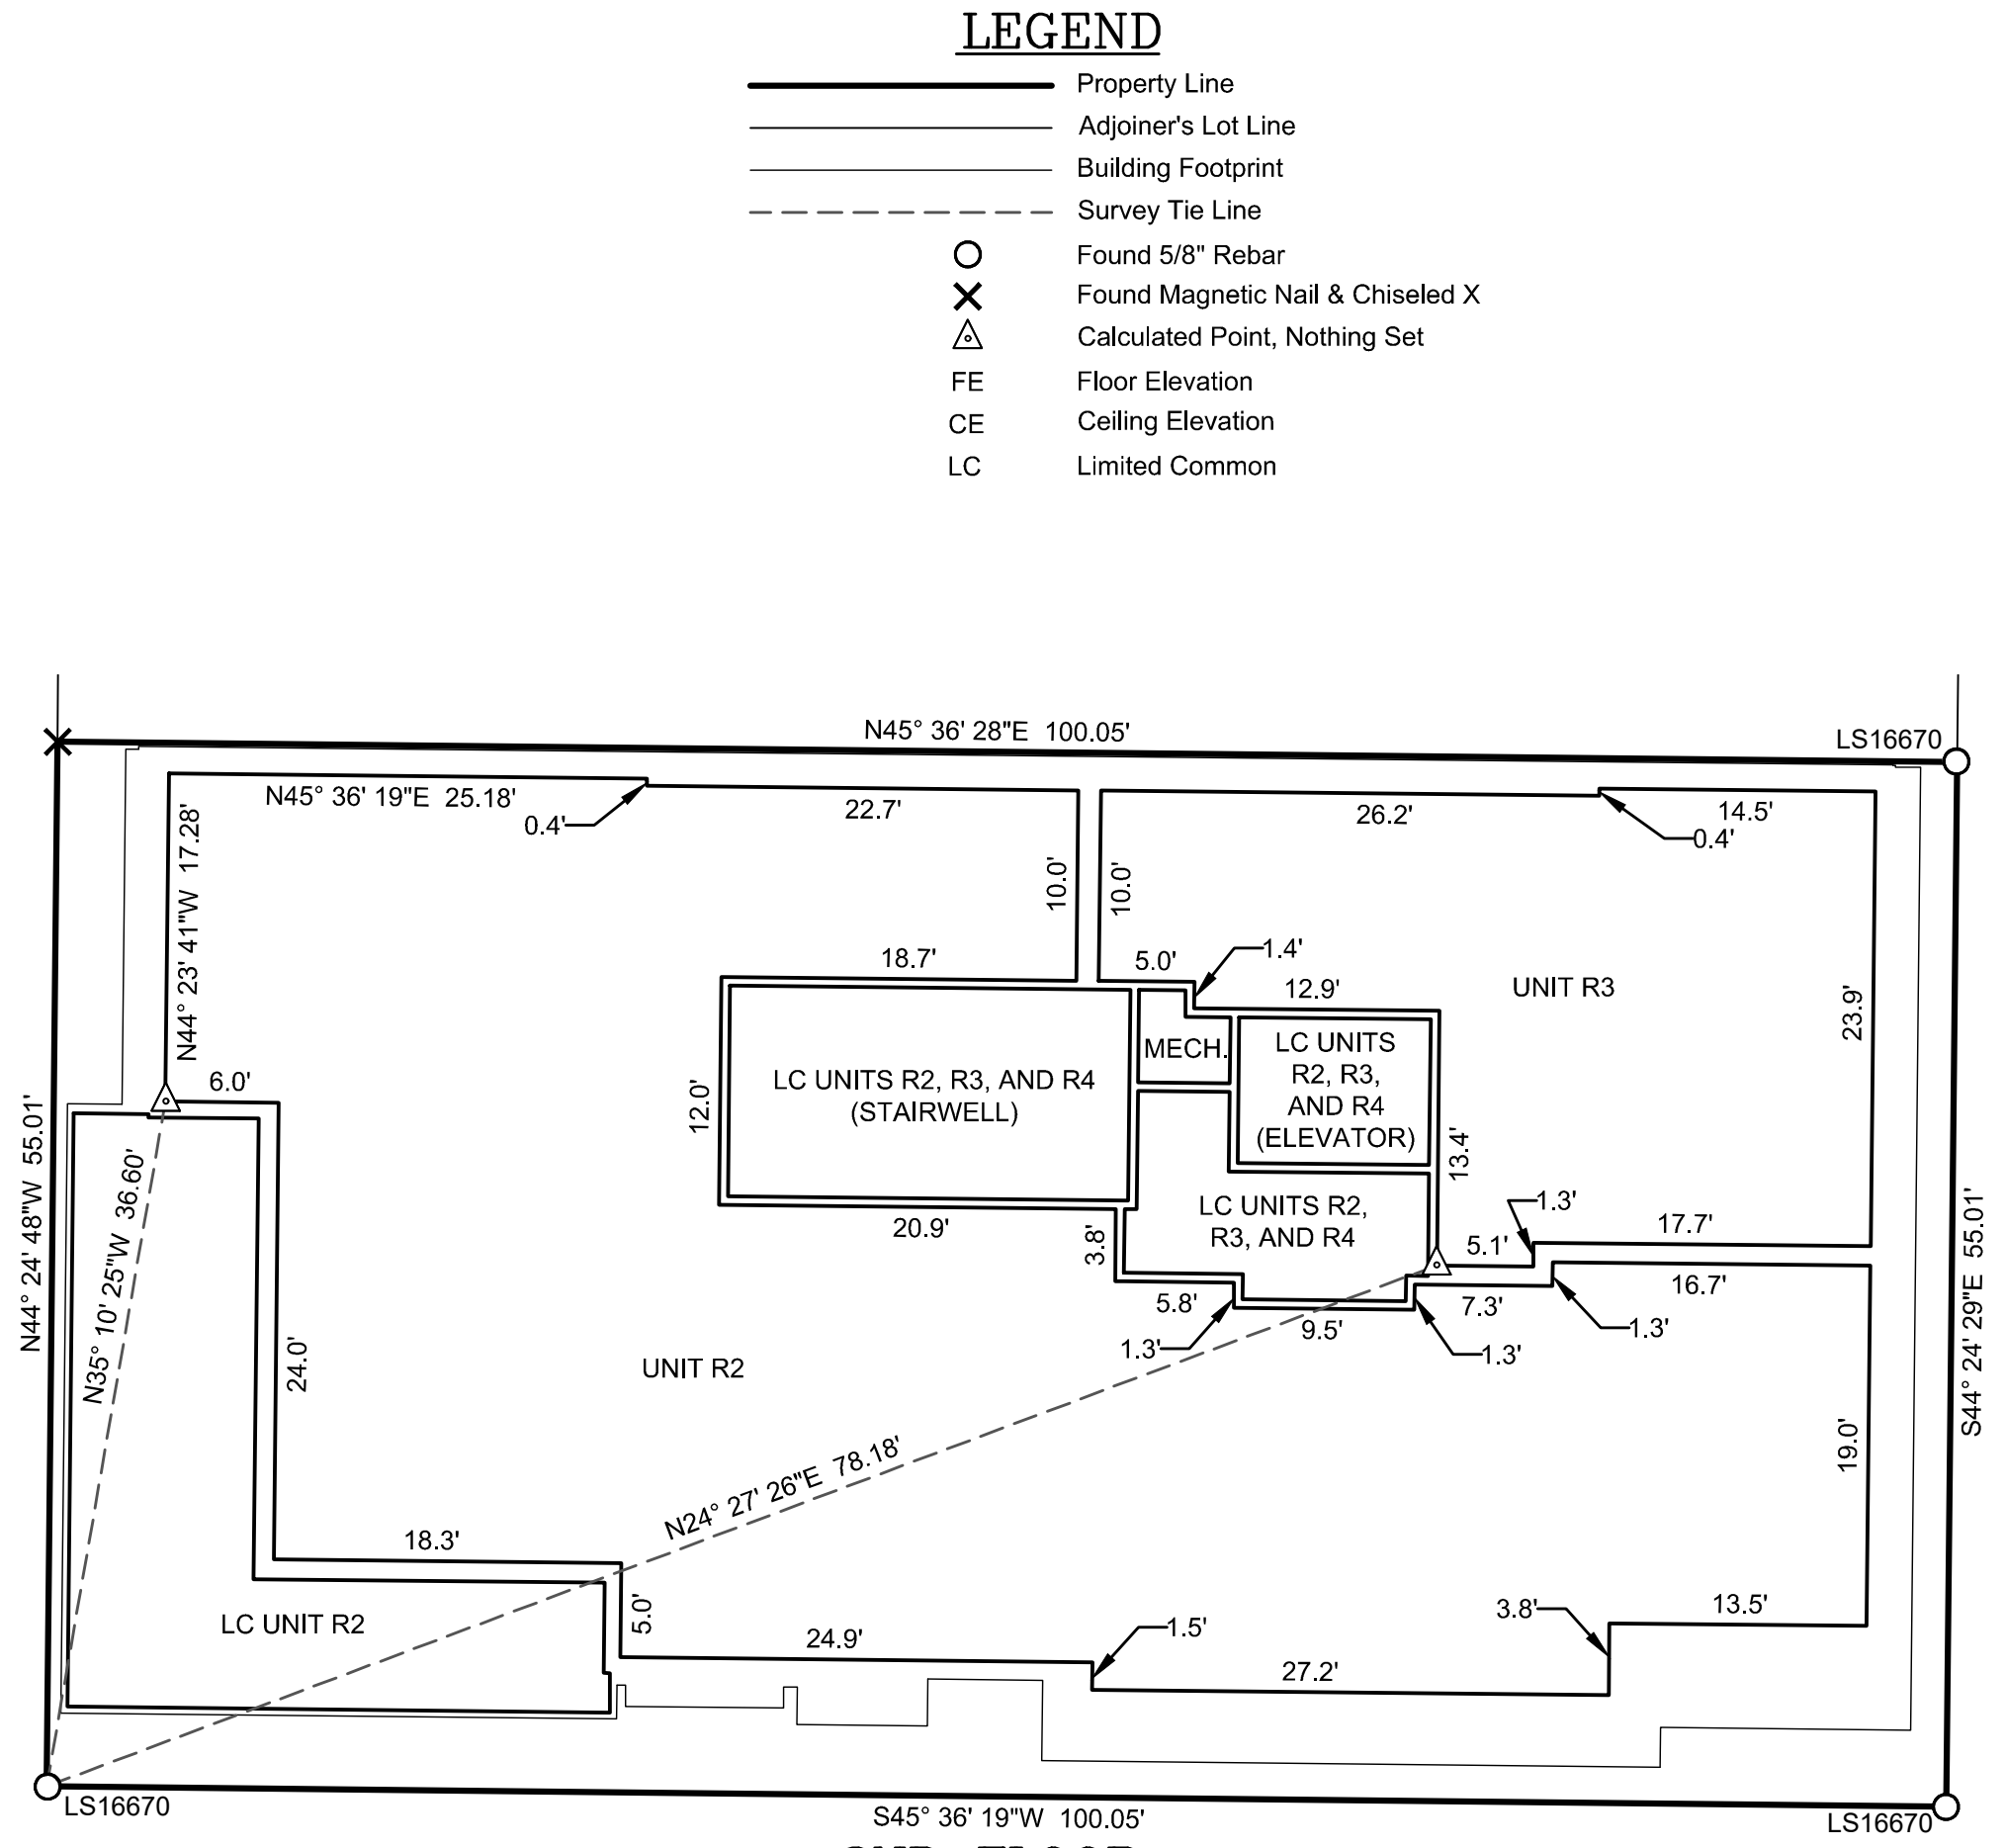 LEGEND
Property Line
Adjoiner's Lot Line
Building Footprint
Survey Tie Line
Found 5/8" Rebar
Found Magnetic Nail & Chiseled X
Calculated Point, Nothing Set
FE Floor Elevation
CE Ceiling Elevation
LC Limited Common
N45° 36' 28"E 100.05'
LS16670
N45° 36' 19"E 25.18'
0.4'
22.7'
26.2'
14.5'
0.4'
N44° 23' 41"W 17.28'
10.0'
10.0'
18.7'
5.0'
1.4'
12.9'
UNIT R3
23.9'
MECH.
LC UNITS
R2, R3,
AND R4
(ELEVATOR)
LC UNITS R2, R3, AND R4
(STAIRWELL)
12.0'
6.0'
N44° 24' 48"W 55.01'
N35° 10' 25"W 36.60'
13.4'
LC UNITS R2,
R3, AND R4
20.9'
3.8'
5.1'
1.3'
17.7'
S44° 24' 29"E 55.01'
5.8'
1.3'
9.5'
7.3'
1.3'
16.7'
1.3'
24.0'
UNIT R2
N24° 27' 26"E 78.18'
19.0'
18.3'
5.0'
LC UNIT R2
24.9'
1.5'
27.2'
3.8'
13.5'
LS16670
S45° 36' 19"W 100.05'
LS16670